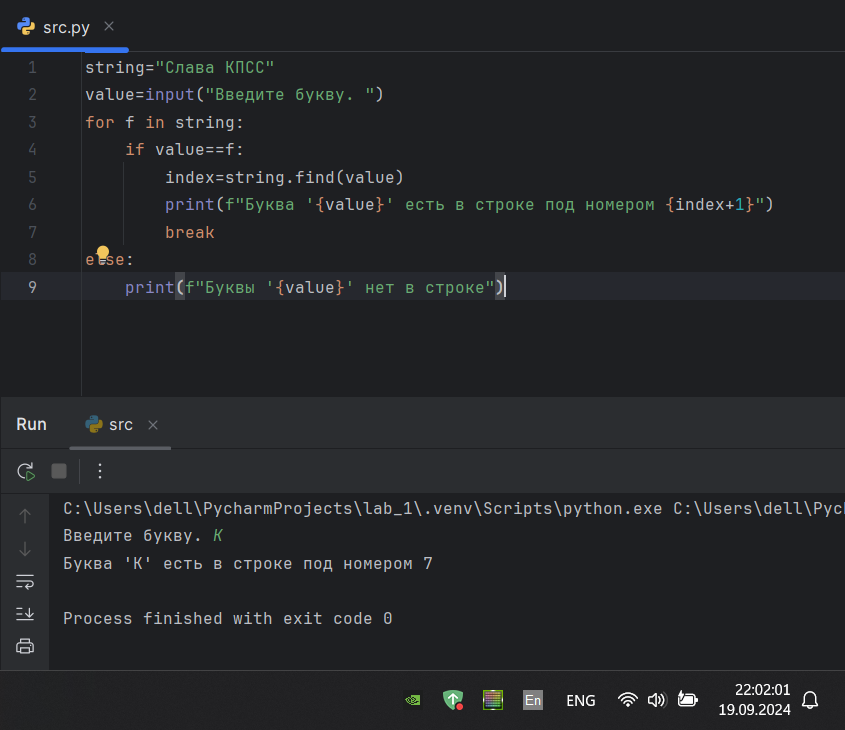 src.py
1 string="Слава КПСС"
2 value=input("Введите букву. ")
3 for f in string:
4 if value==f:
5 index=string.find(value)
6 print(f"Буква '{value}' есть в строке под номером {index+1}")
7 break
8 else:
9 print(f"Буквы '{value}' нет в строке")
Run src
C:\Users\dell\PycharmProjects\lab_1\.venv\Scripts\python.exe C:\Users\dell\Pyc
Введите букву. К
Буква 'К' есть в строке под номером 7
Process finished with exit code 0
En ENG 22:02:01
19.09.2024